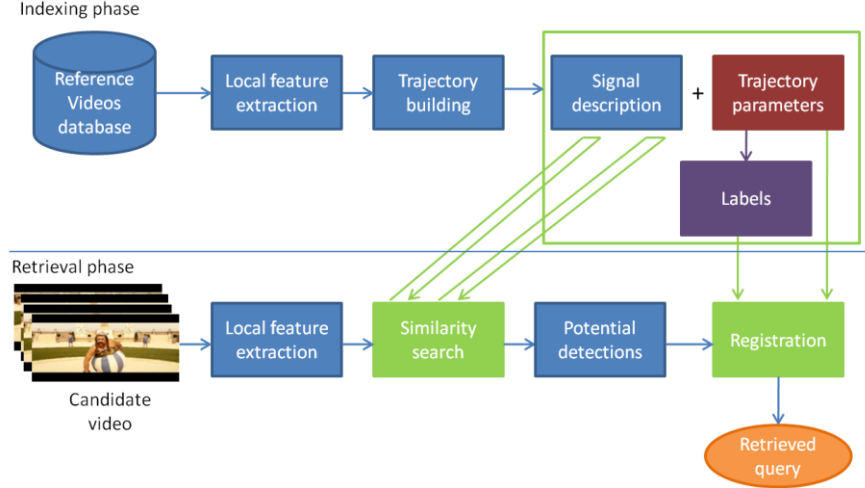 Indexing phase
Reference
Videos
database
Local feature
extraction
Trajectory
building
Signal
description
+
Trajectory
parameters
Labels
Retrieval phase
Candidate
video
Local feature
extraction
Similarity
search
Potential
detections
Registration
Retrieved
query